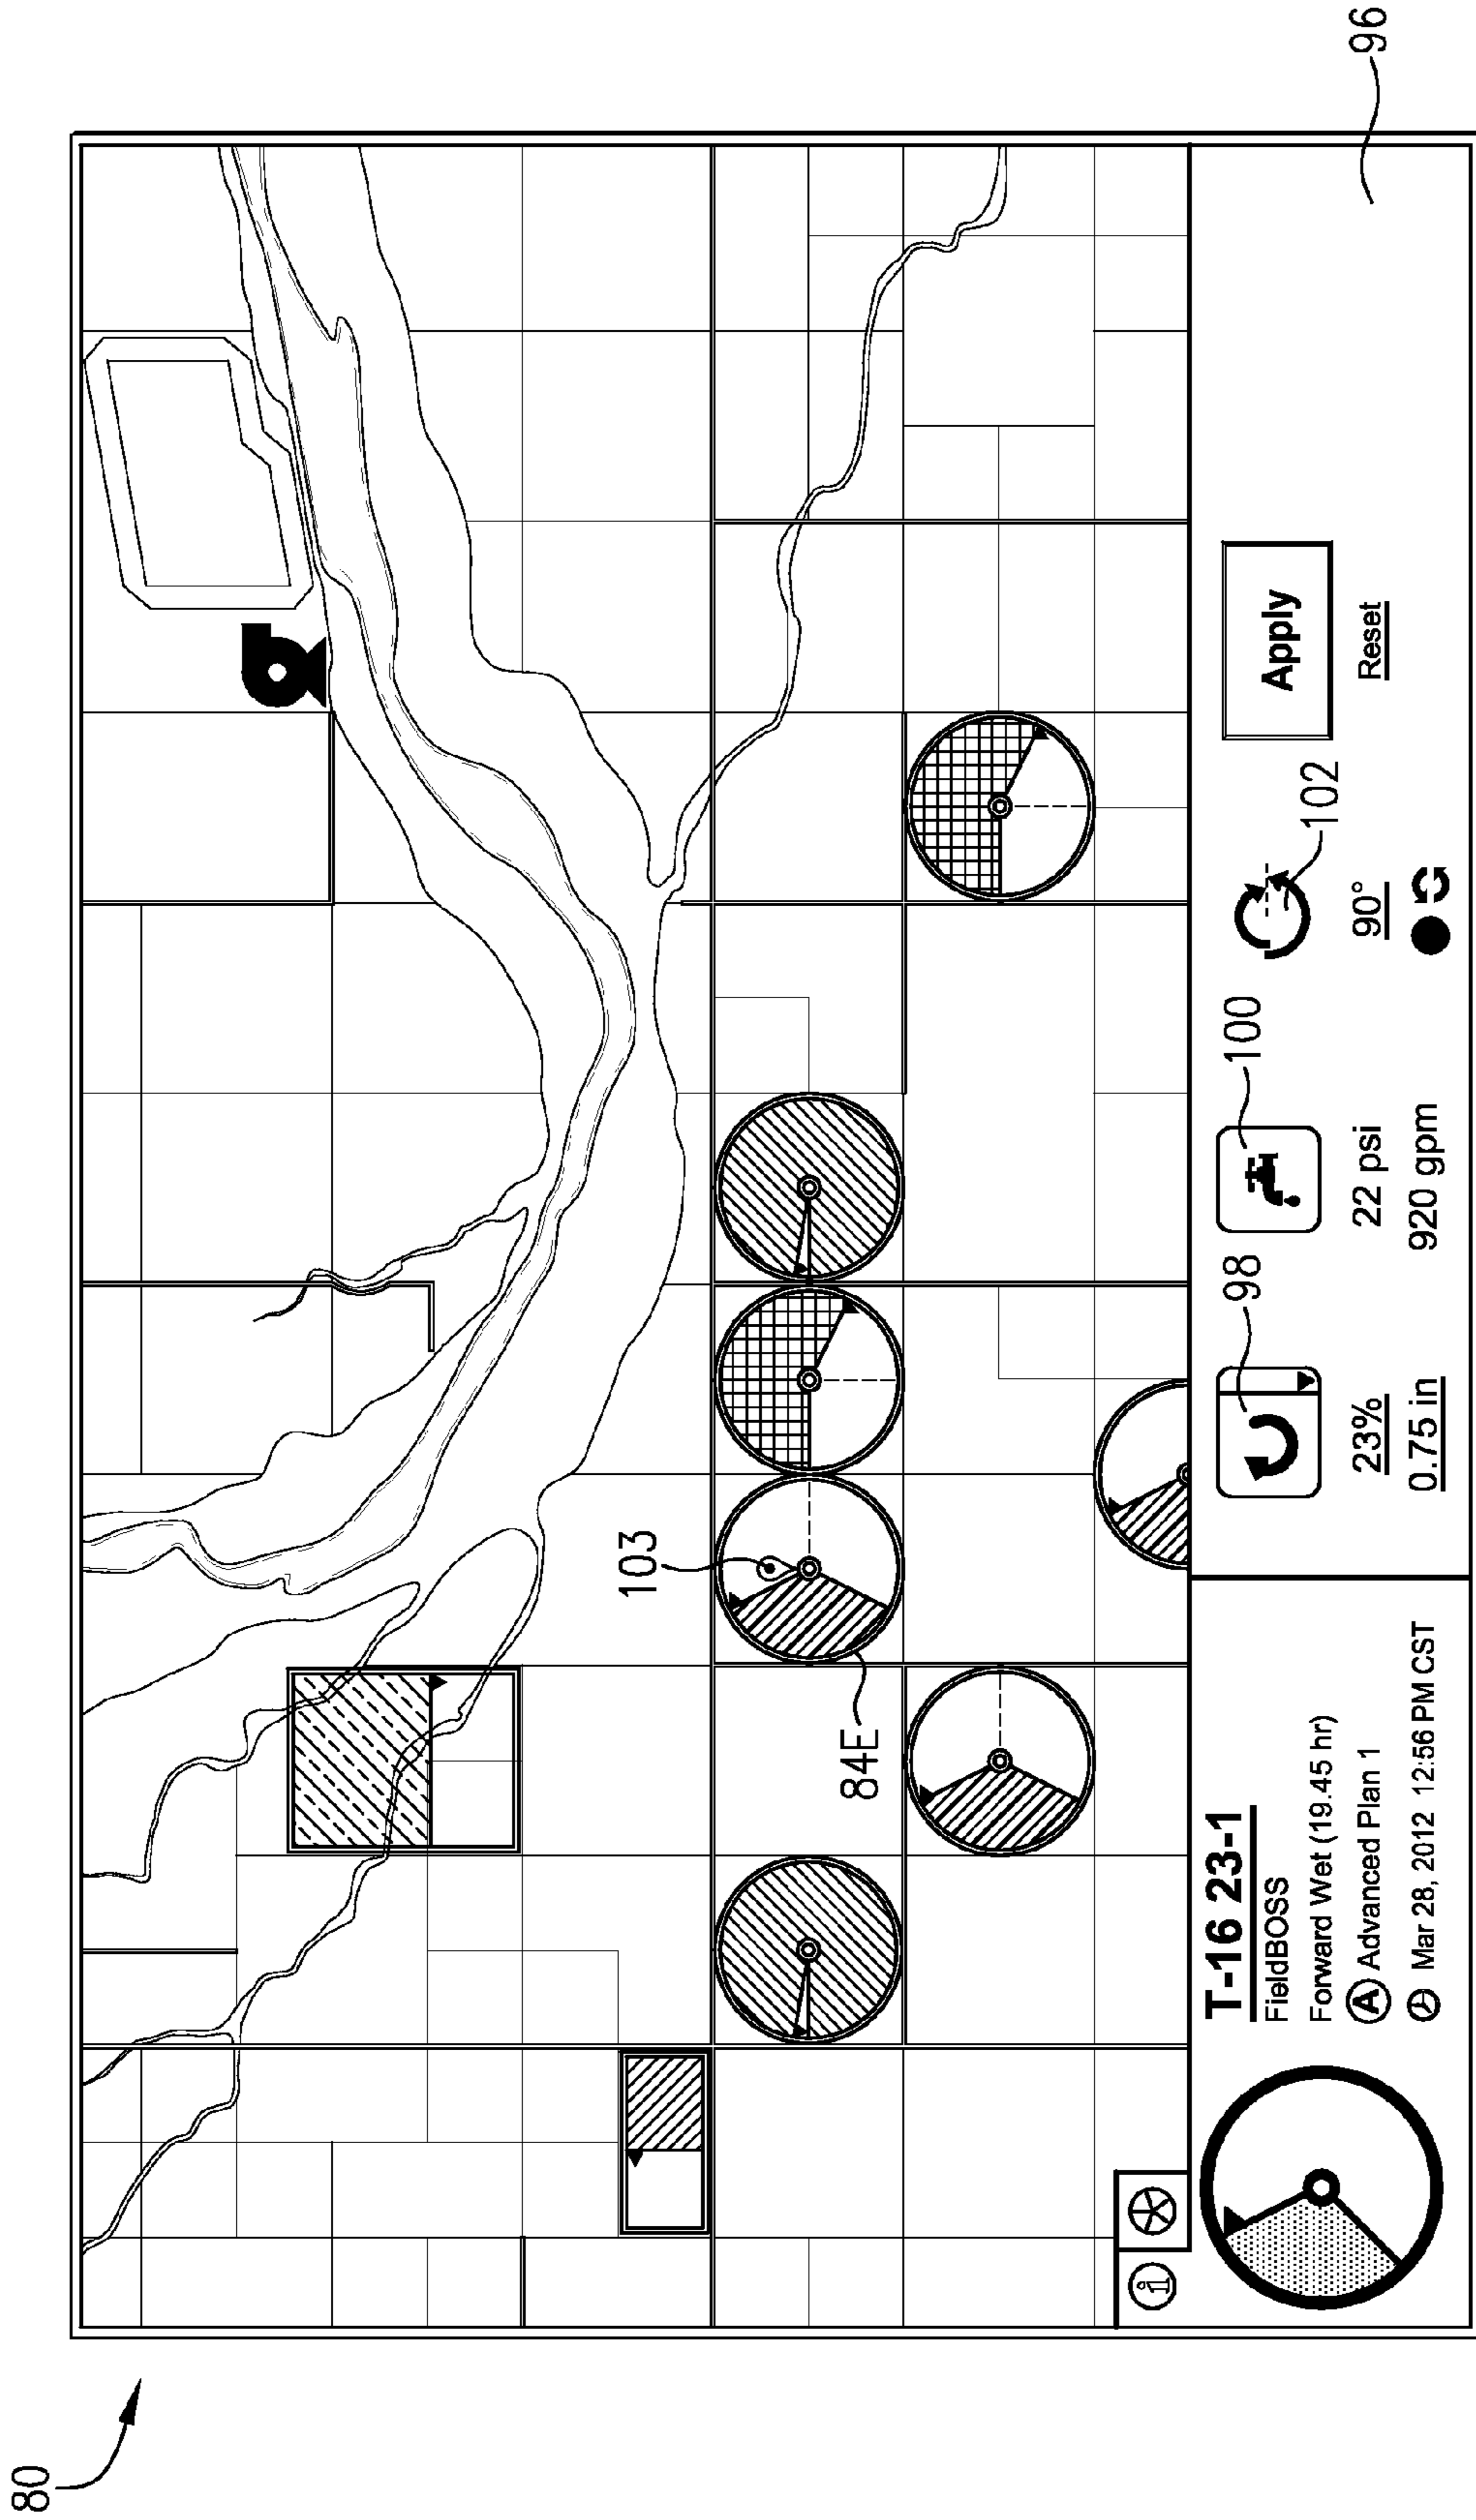 80
103
84E
96
i
T-16 23-1
FieldBOSS
Forward Wet (19.45 hr)
A Advanced Plan 1
Mar 28, 2012 12:56 PM CST
98
23%
0.75 in
100
22 psi
920 gpm
102
90°
Apply
Reset